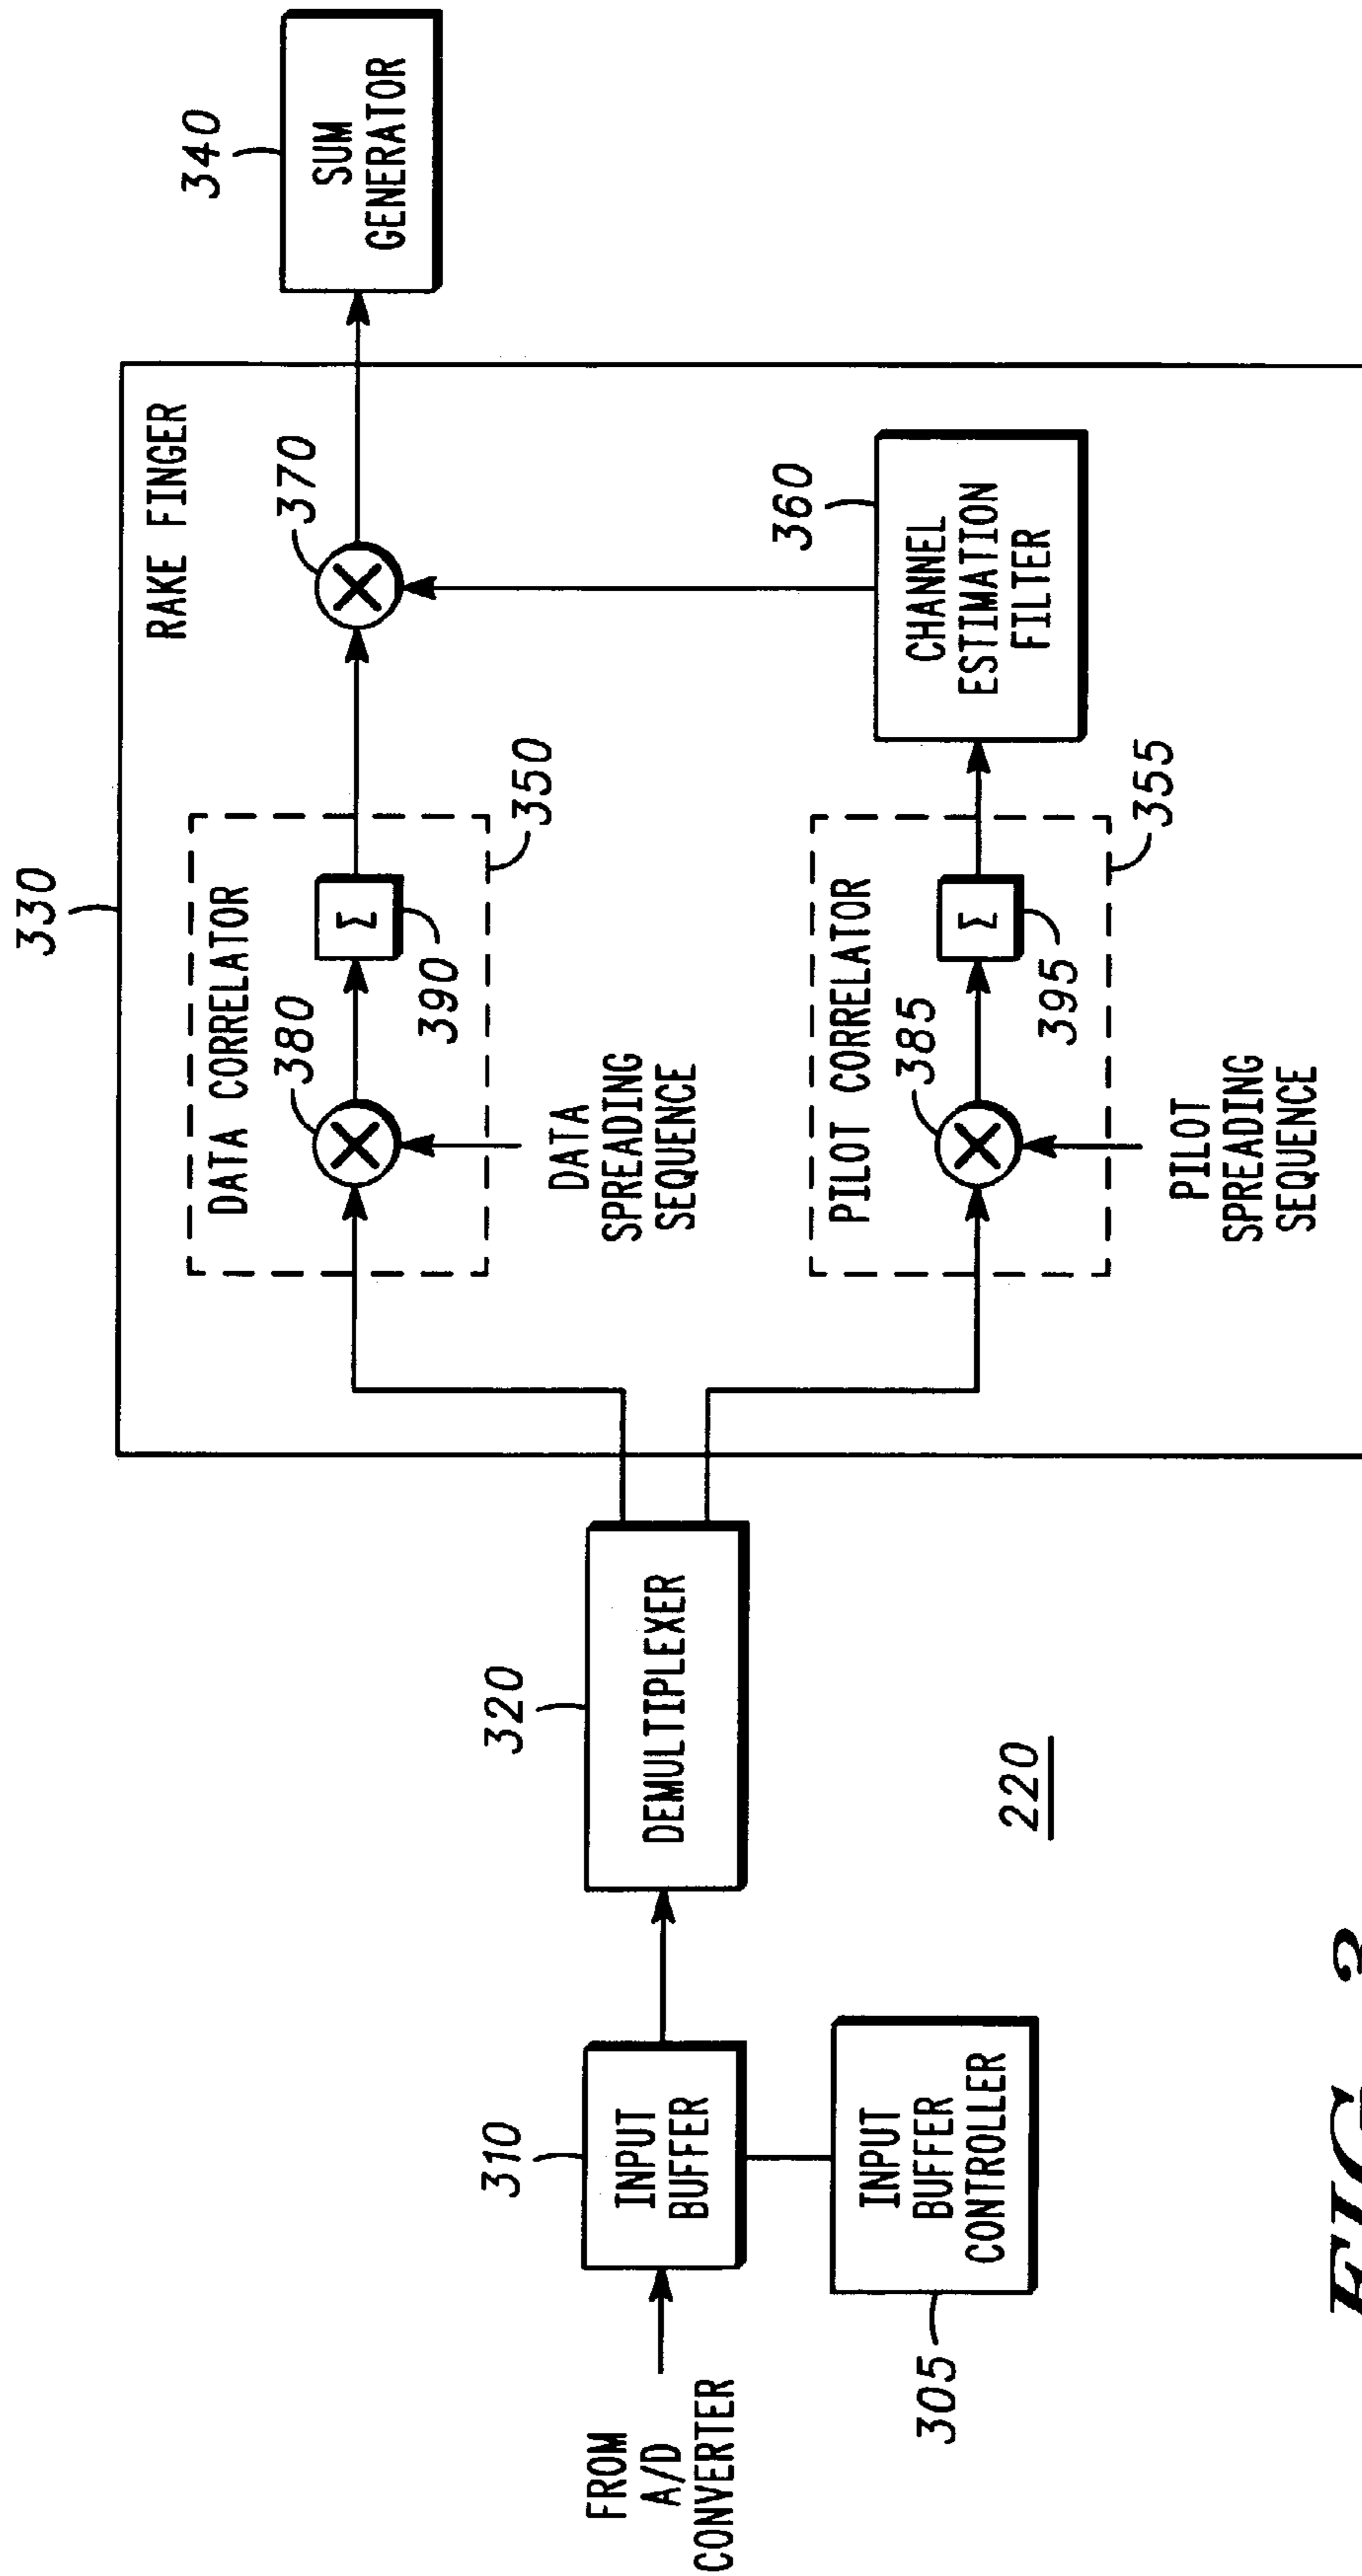 330
RAKE FINGER
DATA CORRELATOR
380
Σ
390
350
DATA
SPREADING
SEQUENCE
370
340
SUM
GENERATOR
320
DEMULTIPLEXER
310
INPUT
BUFFER
FROM
A/D
CONVERTER
305
INPUT
BUFFER
CONTROLLER
220
PILOT CORRELATOR
385
Σ
395
355
PILOT
SPREADING
SEQUENCE
360
CHANNEL
ESTIMATION
FILTER
FIG. 3